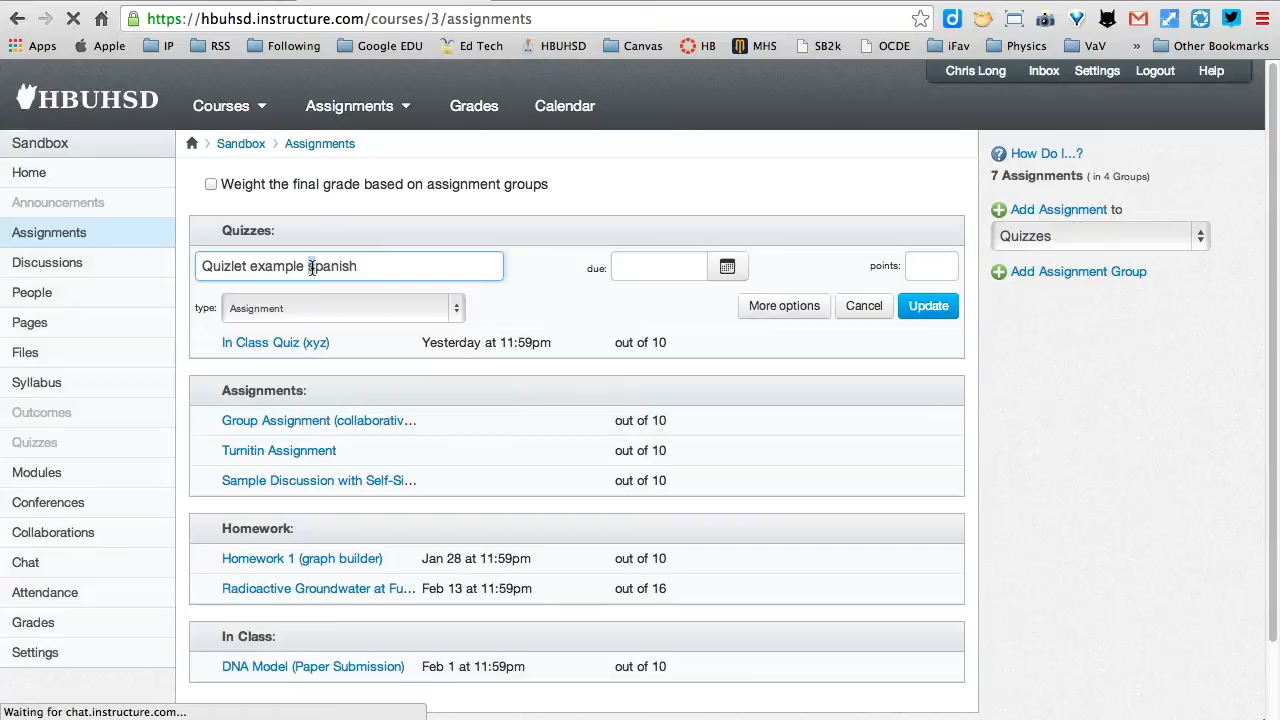 https://hbuhsd.instructure.com/courses/3/assignments
Apps Apple IP RSS Following Google EDU Ed Tech HBUHSD Canvas HB MHS SB2k OCDE iFav Physics VaV » Other Bookmarks
Chris Long Inbox Settings Logout Help
HBUHSD Courses Assignments Grades Calendar
Sandbox
Home
Announcements
Assignments
Discussions
People
Pages
Files
Syllabus
Outcomes
Quizzes
Modules
Conferences
Collaborations
Chat
Attendance
Grades
Settings
Sandbox Assignments
Weight the final grade based on assignment groups
Quizzes:
Quizlet example spanish due: points:
type: Assignment More options Cancel Update
In Class Quiz (xyz) Yesterday at 11:59pm out of 10
Assignments:
Group Assignment (collaborativ... out of 10
Turnitin Assignment out of 10
Sample Discussion with Self-Si... out of 10
Homework:
Homework 1 (graph builder) Jan 28 at 11:59pm out of 10
Radioactive Groundwater at Fu... Feb 13 at 11:59pm out of 16
In Class:
DNA Model (Paper Submission) Feb 1 at 11:59pm out of 10
How Do I...?
7 Assignments ( in 4 Groups)
Add Assignment to
Quizzes
Add Assignment Group
Waiting for chat.instructure.com...